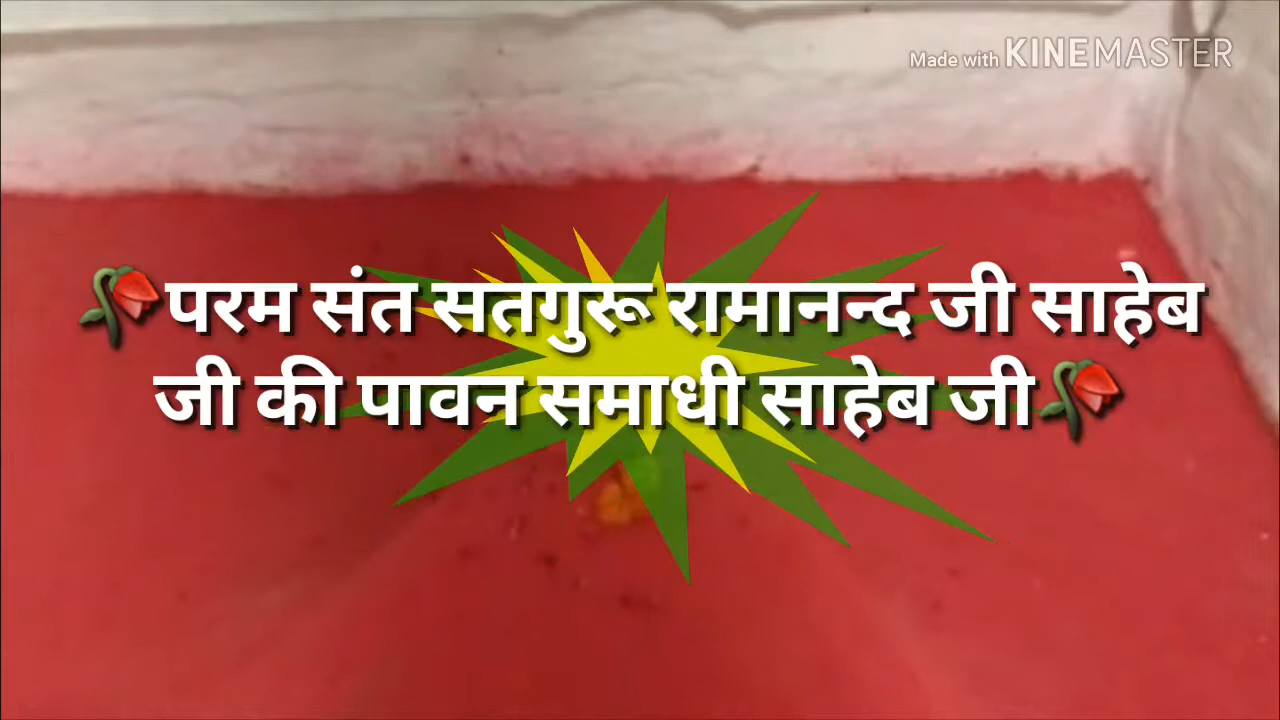 Made with KINEMASTER
🥀परम संत सतगुरू रामानन्द जी साहेब
जी की पावन समाधी साहेब जी🥀